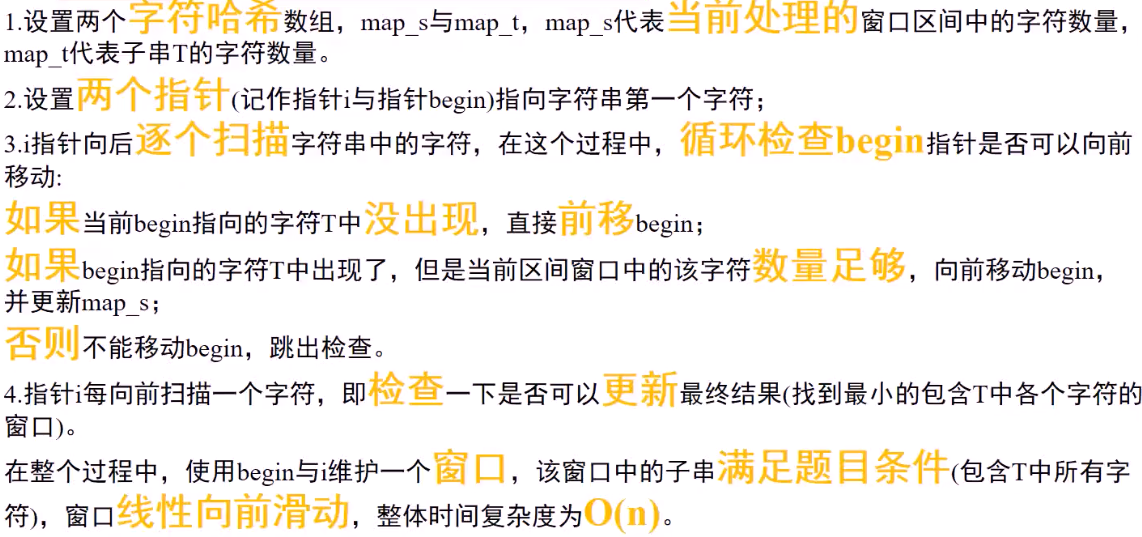 1.设置两个字符哈希数组，map_s与map_t，map_s代表当前处理的窗口区间中的字符数量，
map_t代表子串T的字符数量。
2.设置两个指针(记作指针i与指针begin)指向字符串第一个字符；
3.i指针向后逐个扫描字符串中的字符，在这个过程中，循环检查begin指针是否可以向前
移动:
如果当前begin指向的字符T中没出现，直接前移begin；
如果begin指向的字符T中出现了，但是当前区间窗口中的该字符数量足够，向前移动begin，
并更新map_s；
否则不能移动begin，跳出检查。
4.指针i每向前扫描一个字符，即检查一下是否可以更新最终结果(找到最小的包含T中各个字符的
窗口)。
在整个过程中，使用begin与i维护一个窗口，该窗口中的子串满足题目条件(包含T中所有字
符)，窗口线性向前滑动，整体时间复杂度为O(n)。